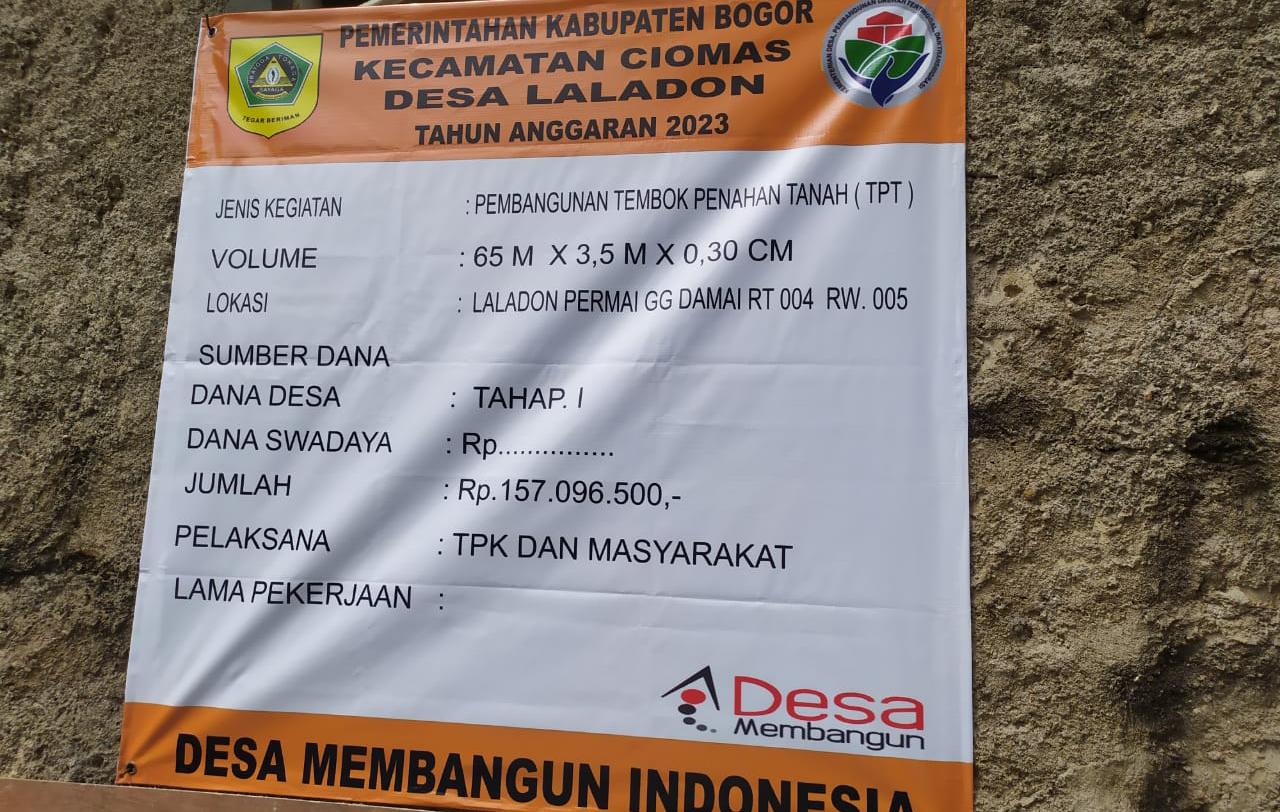 PEMERINTAHAN KABUPATEN BOGOR
KECAMATAN CIOMAS
DESA LALADON
TAHUN ANGGARAN 2023
TEGAR BERIMAN
JENIS KEGIATAN : PEMBANGUNAN TEMBOK PENAHAN TANAH ( TPT )
VOLUME : 65 M X 3,5 M X 0,30 CM
LOKASI : LALADON PERMAI GG DAMAI RT 004 RW. 005
SUMBER DANA
DANA DESA : TAHAP. I
DANA SWADAYA : Rp................
JUMLAH : Rp.157.096.500,-
PELAKSANA : TPK DAN MASYARAKAT
LAMA PEKERJAAN :
Desa
Membangun
DESA MEMBANGUN INDONESIA